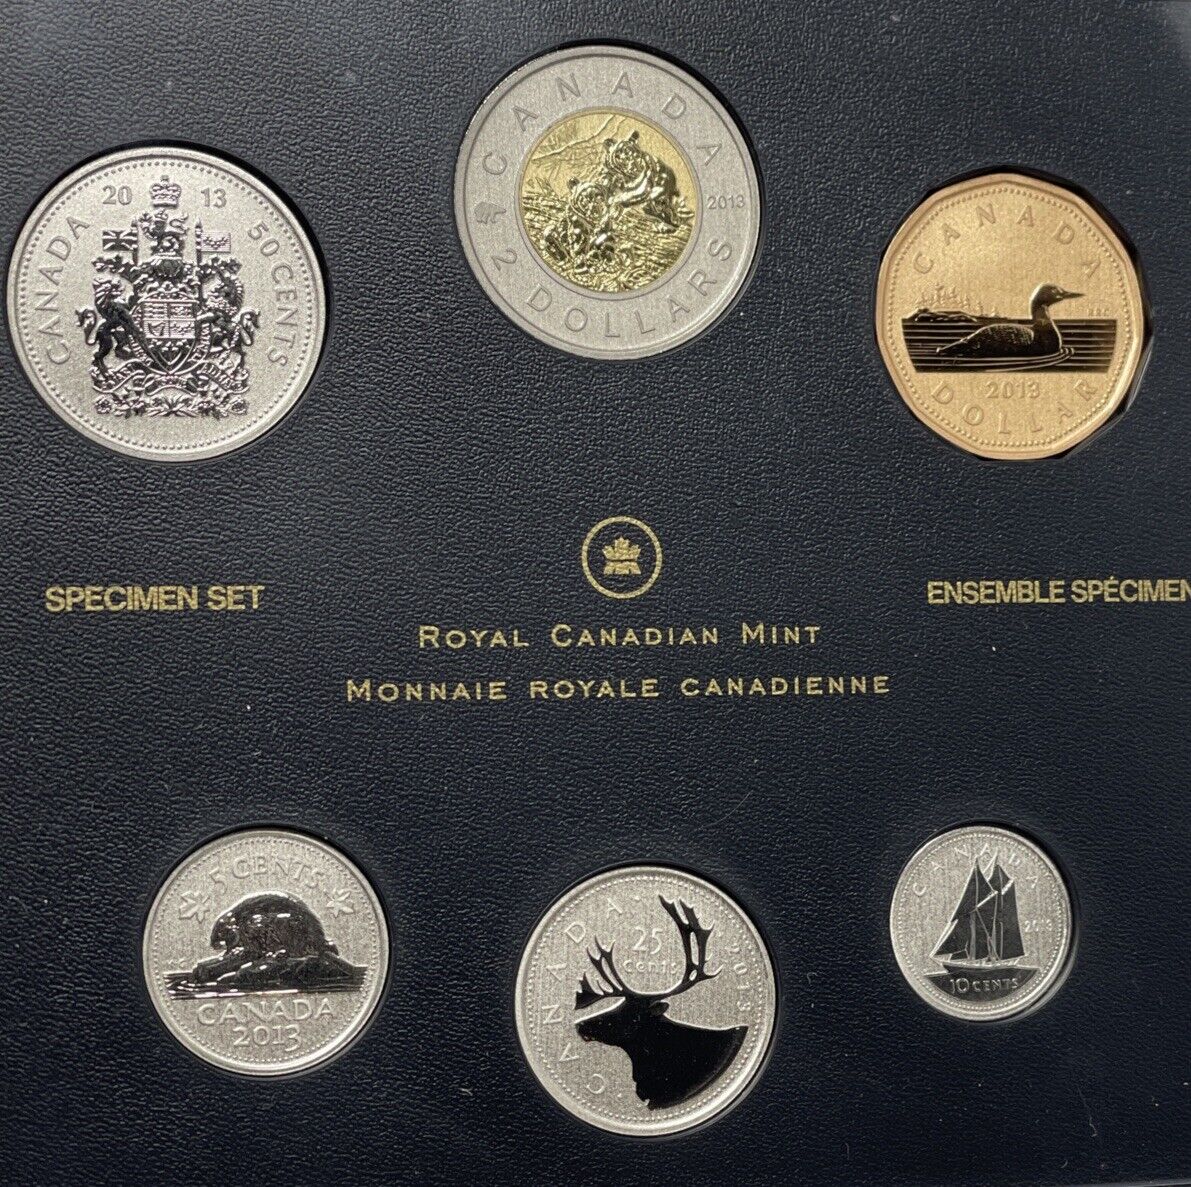 CANADA 2013 50 CENTS
CANADA 2013 2 DOLLARS
CANADA 2013 DOLLAR
SPECIMEN SET
ENSEMBLE SPÉCIMEN
ROYAL CANADIAN MINT
MONNAIE ROYALE CANADIENNE
5 CENTS
CANADA
2013
CANADA 25 cents 2013
CANADA 2013
10 CENTS